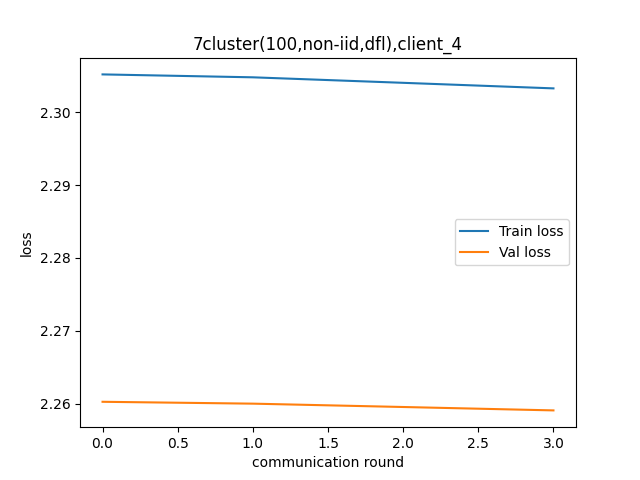 7cluster(100,non-iid,dfl),client_4
2.30
2.29
2.28
2.27
2.26
loss
Train loss
Val loss
0.0 0.5 1.0 1.5 2.0 2.5 3.0
communication round